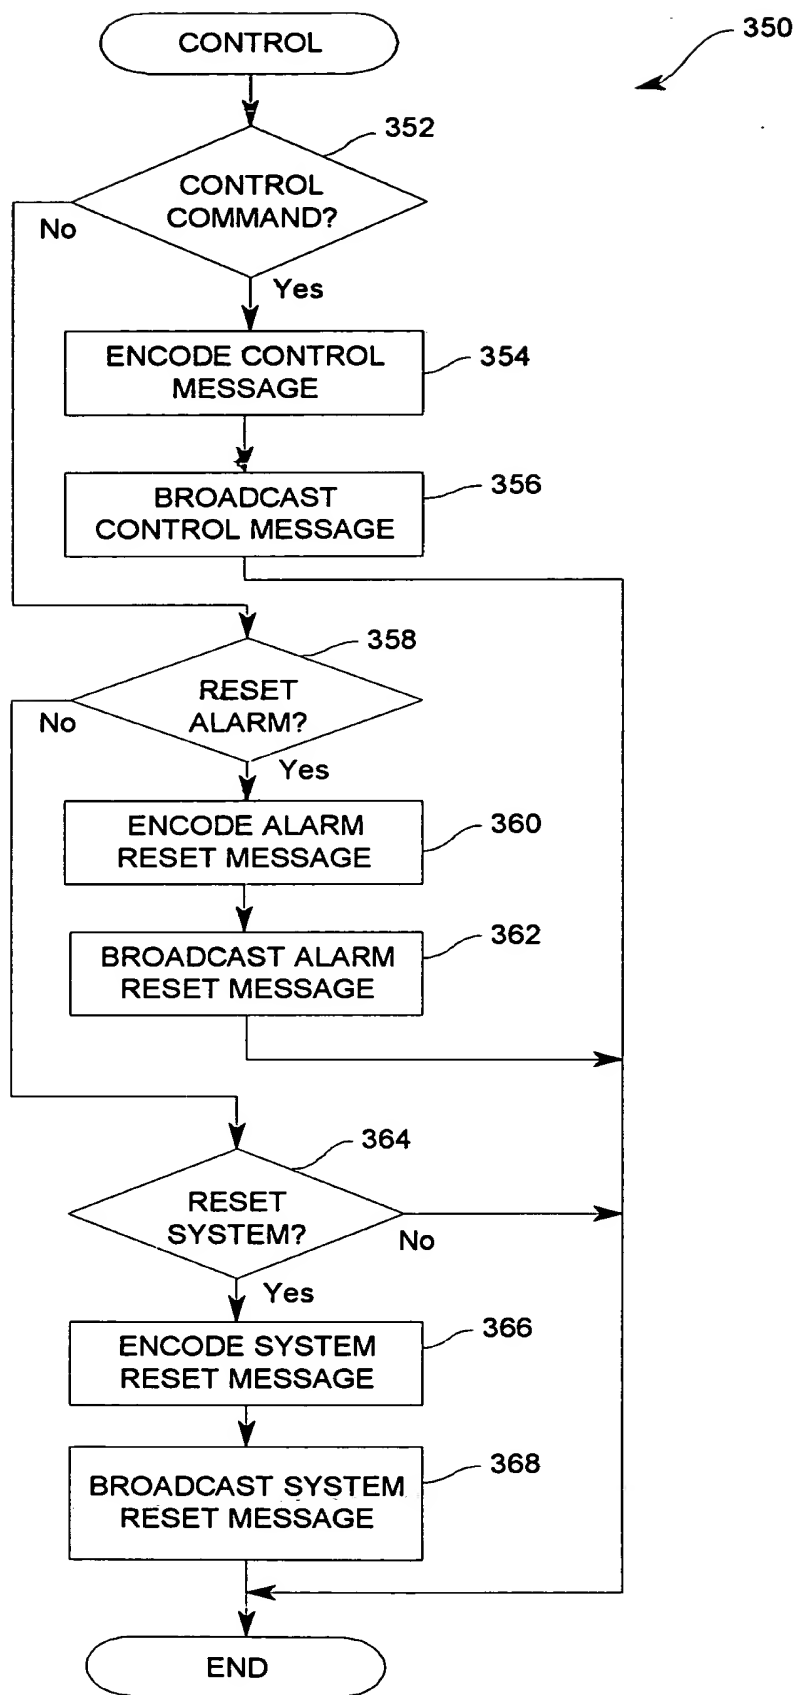 350
CONTROL
352
CONTROL
COMMAND?
No
Yes
ENCODE CONTROL
MESSAGE
354
BROADCAST
CONTROL MESSAGE
356
358
RESET
ALARM?
No
Yes
ENCODE ALARM
RESET MESSAGE
360
BROADCAST ALARM
RESET MESSAGE
362
364
RESET
SYSTEM?
No
Yes
ENCODE SYSTEM
RESET MESSAGE
366
BROADCAST SYSTEM
RESET MESSAGE
368
END